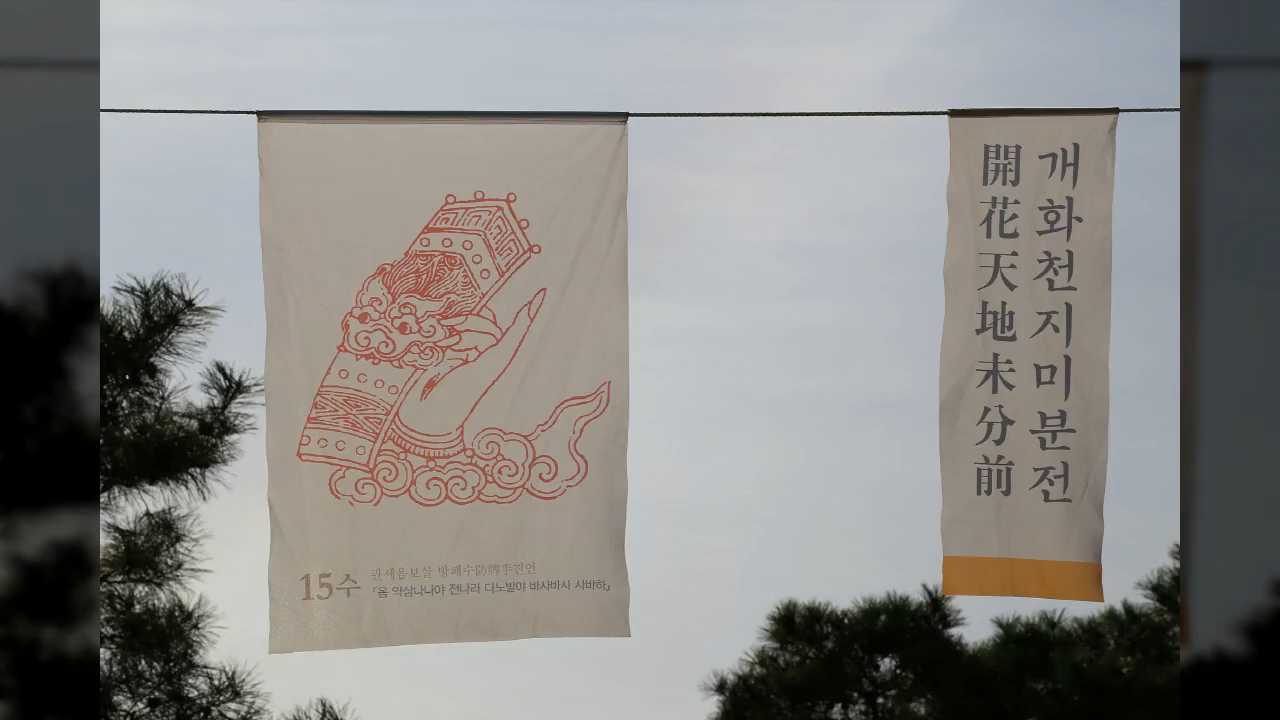 15수
관세음보살 방패수防牌手진언
『옴 약삼나나야 전나라 다노발야 바사바사 사바하』
개화천지미분전
開花天地未分前